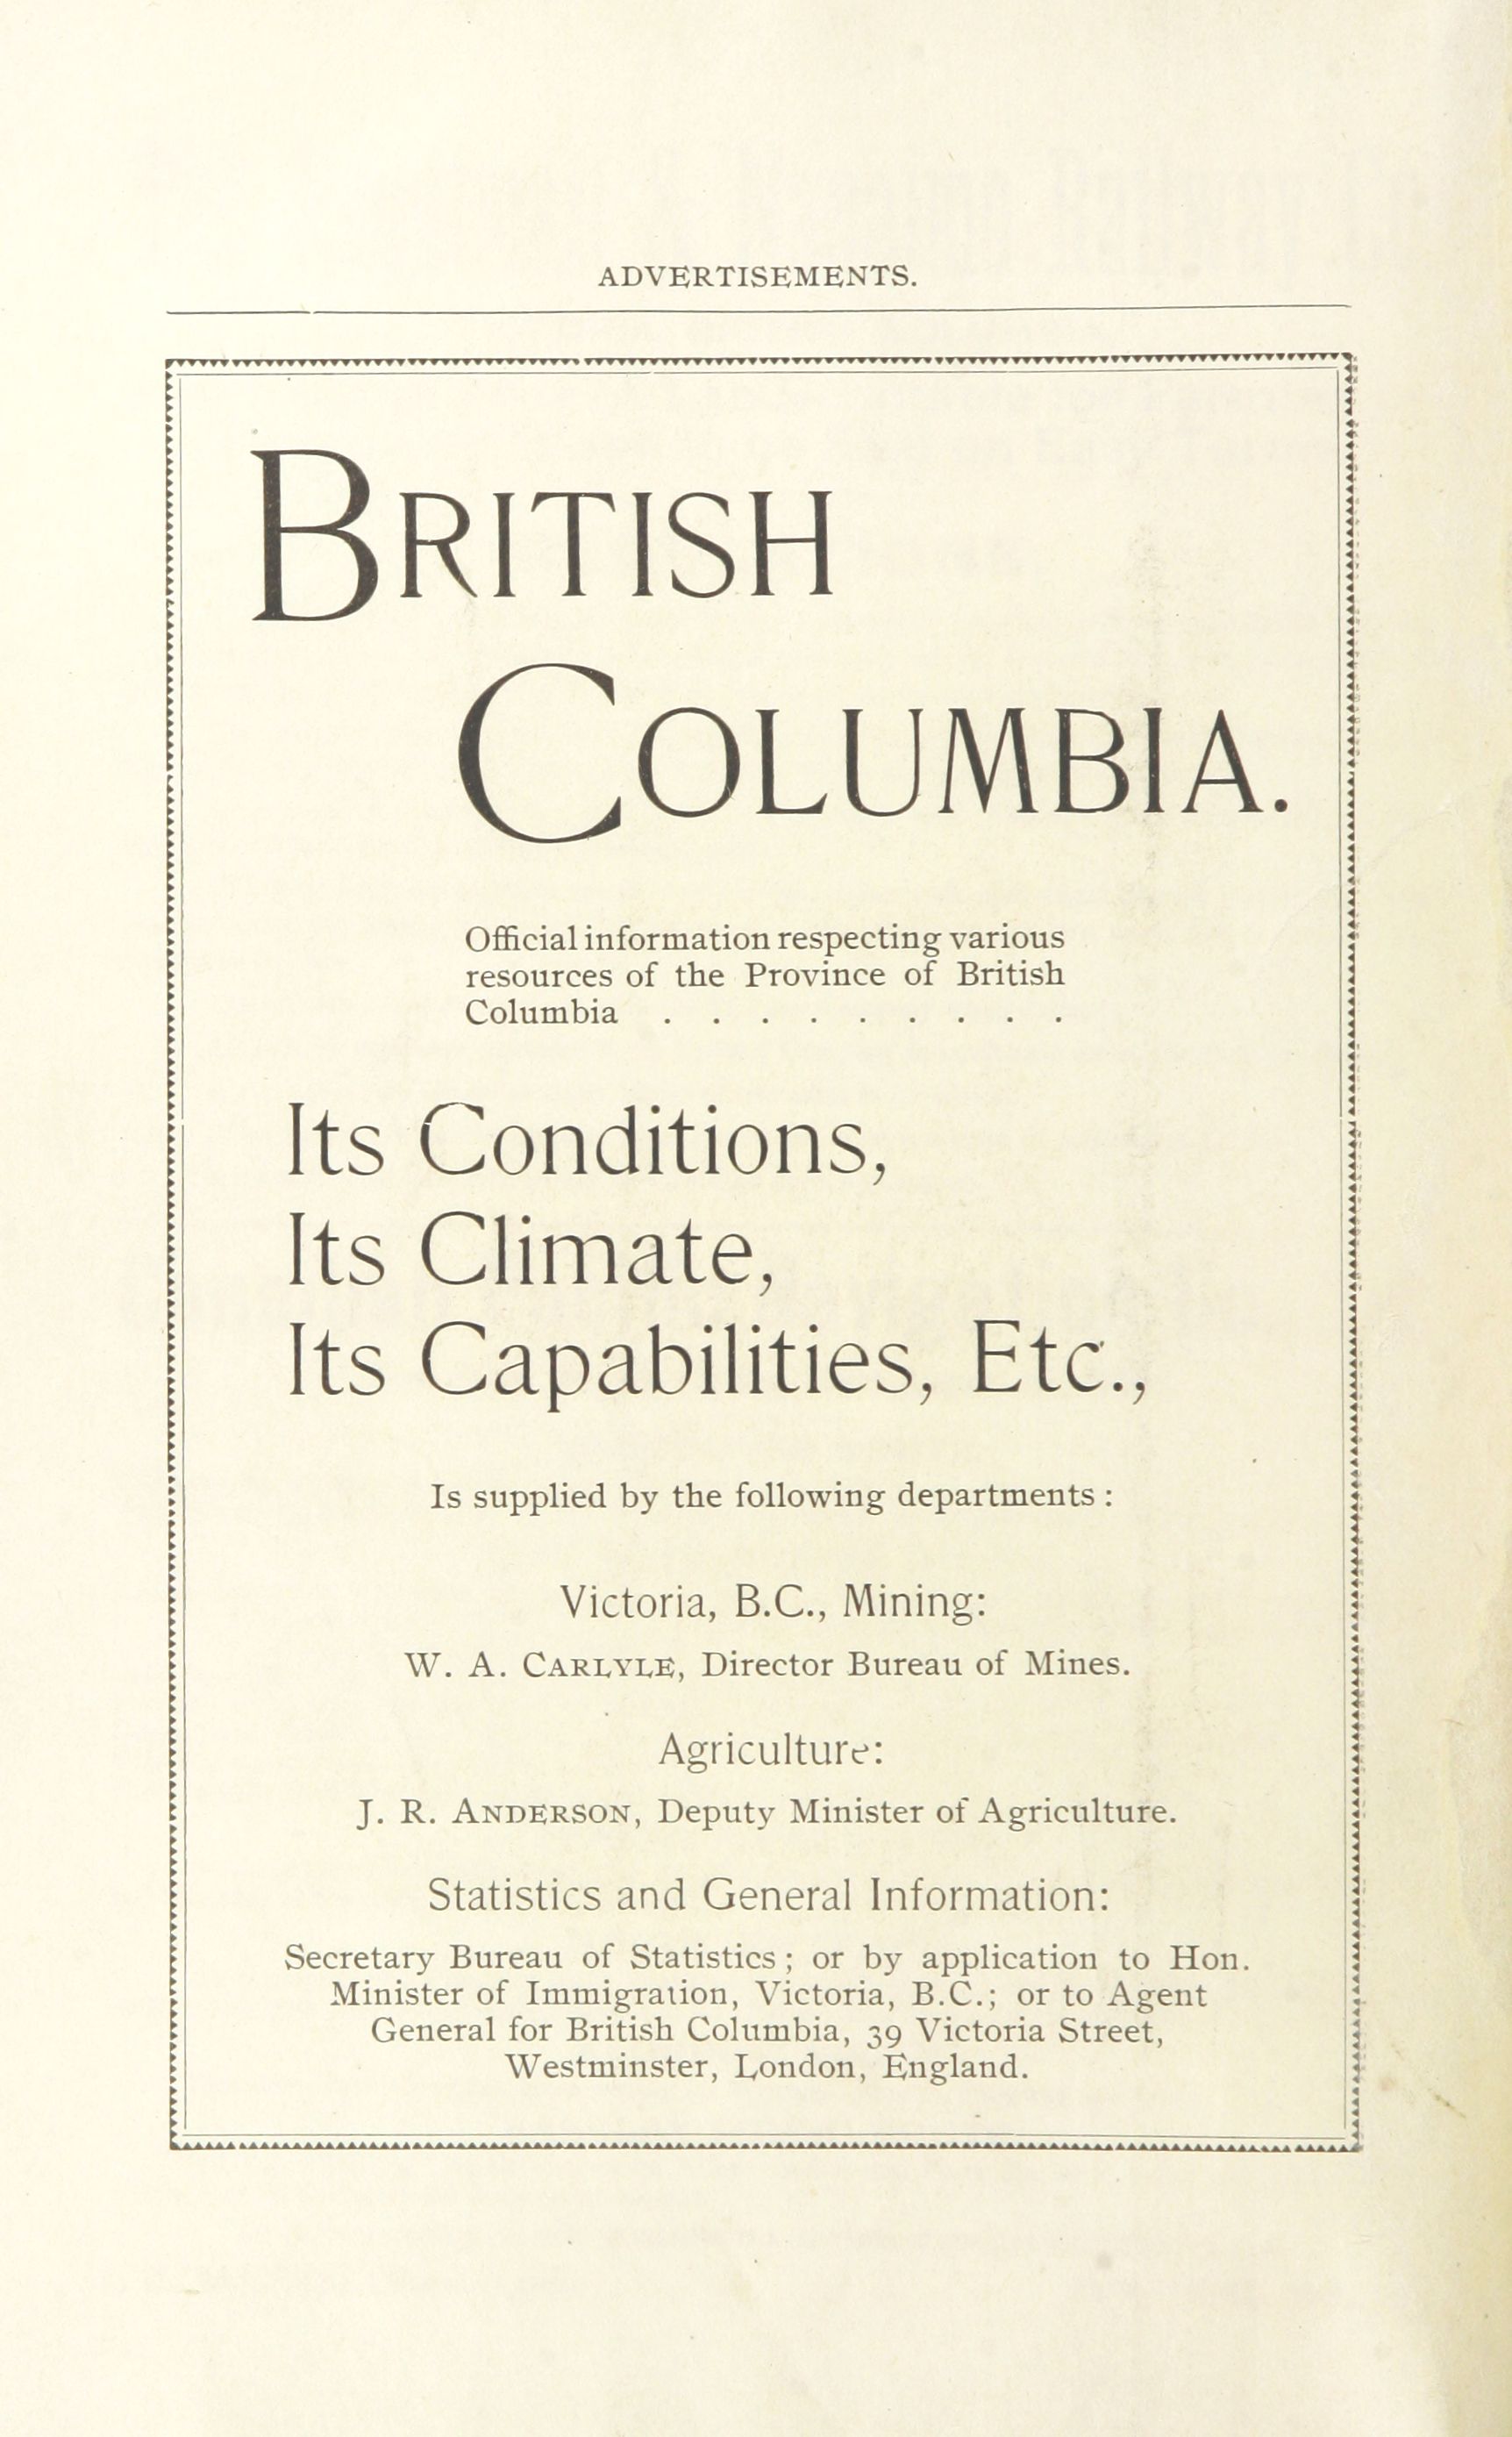 ADVERTISEMENTS.
BRITISH
COLUMBIA.
Official information respecting various
resources of the Province of British
Columbia . . . . . . . . .
Its Conditions,
Its Climate,
Its Capabilities, Etc.,
Is supplied by the following departments :
Victoria, B.C., Mining:
W. A. CARLYLE, Director Bureau of Mines.
Agriculture:
J. R. ANDERSON, Deputy Minister of Agriculture.
Statistics and General Information:
Secretary Bureau of Statistics ; or by application to Hon.
Minister of Immigration, Victoria, B.C.; or to Agent
General for British Columbia, 39 Victoria Street,
Westminster, London, England.